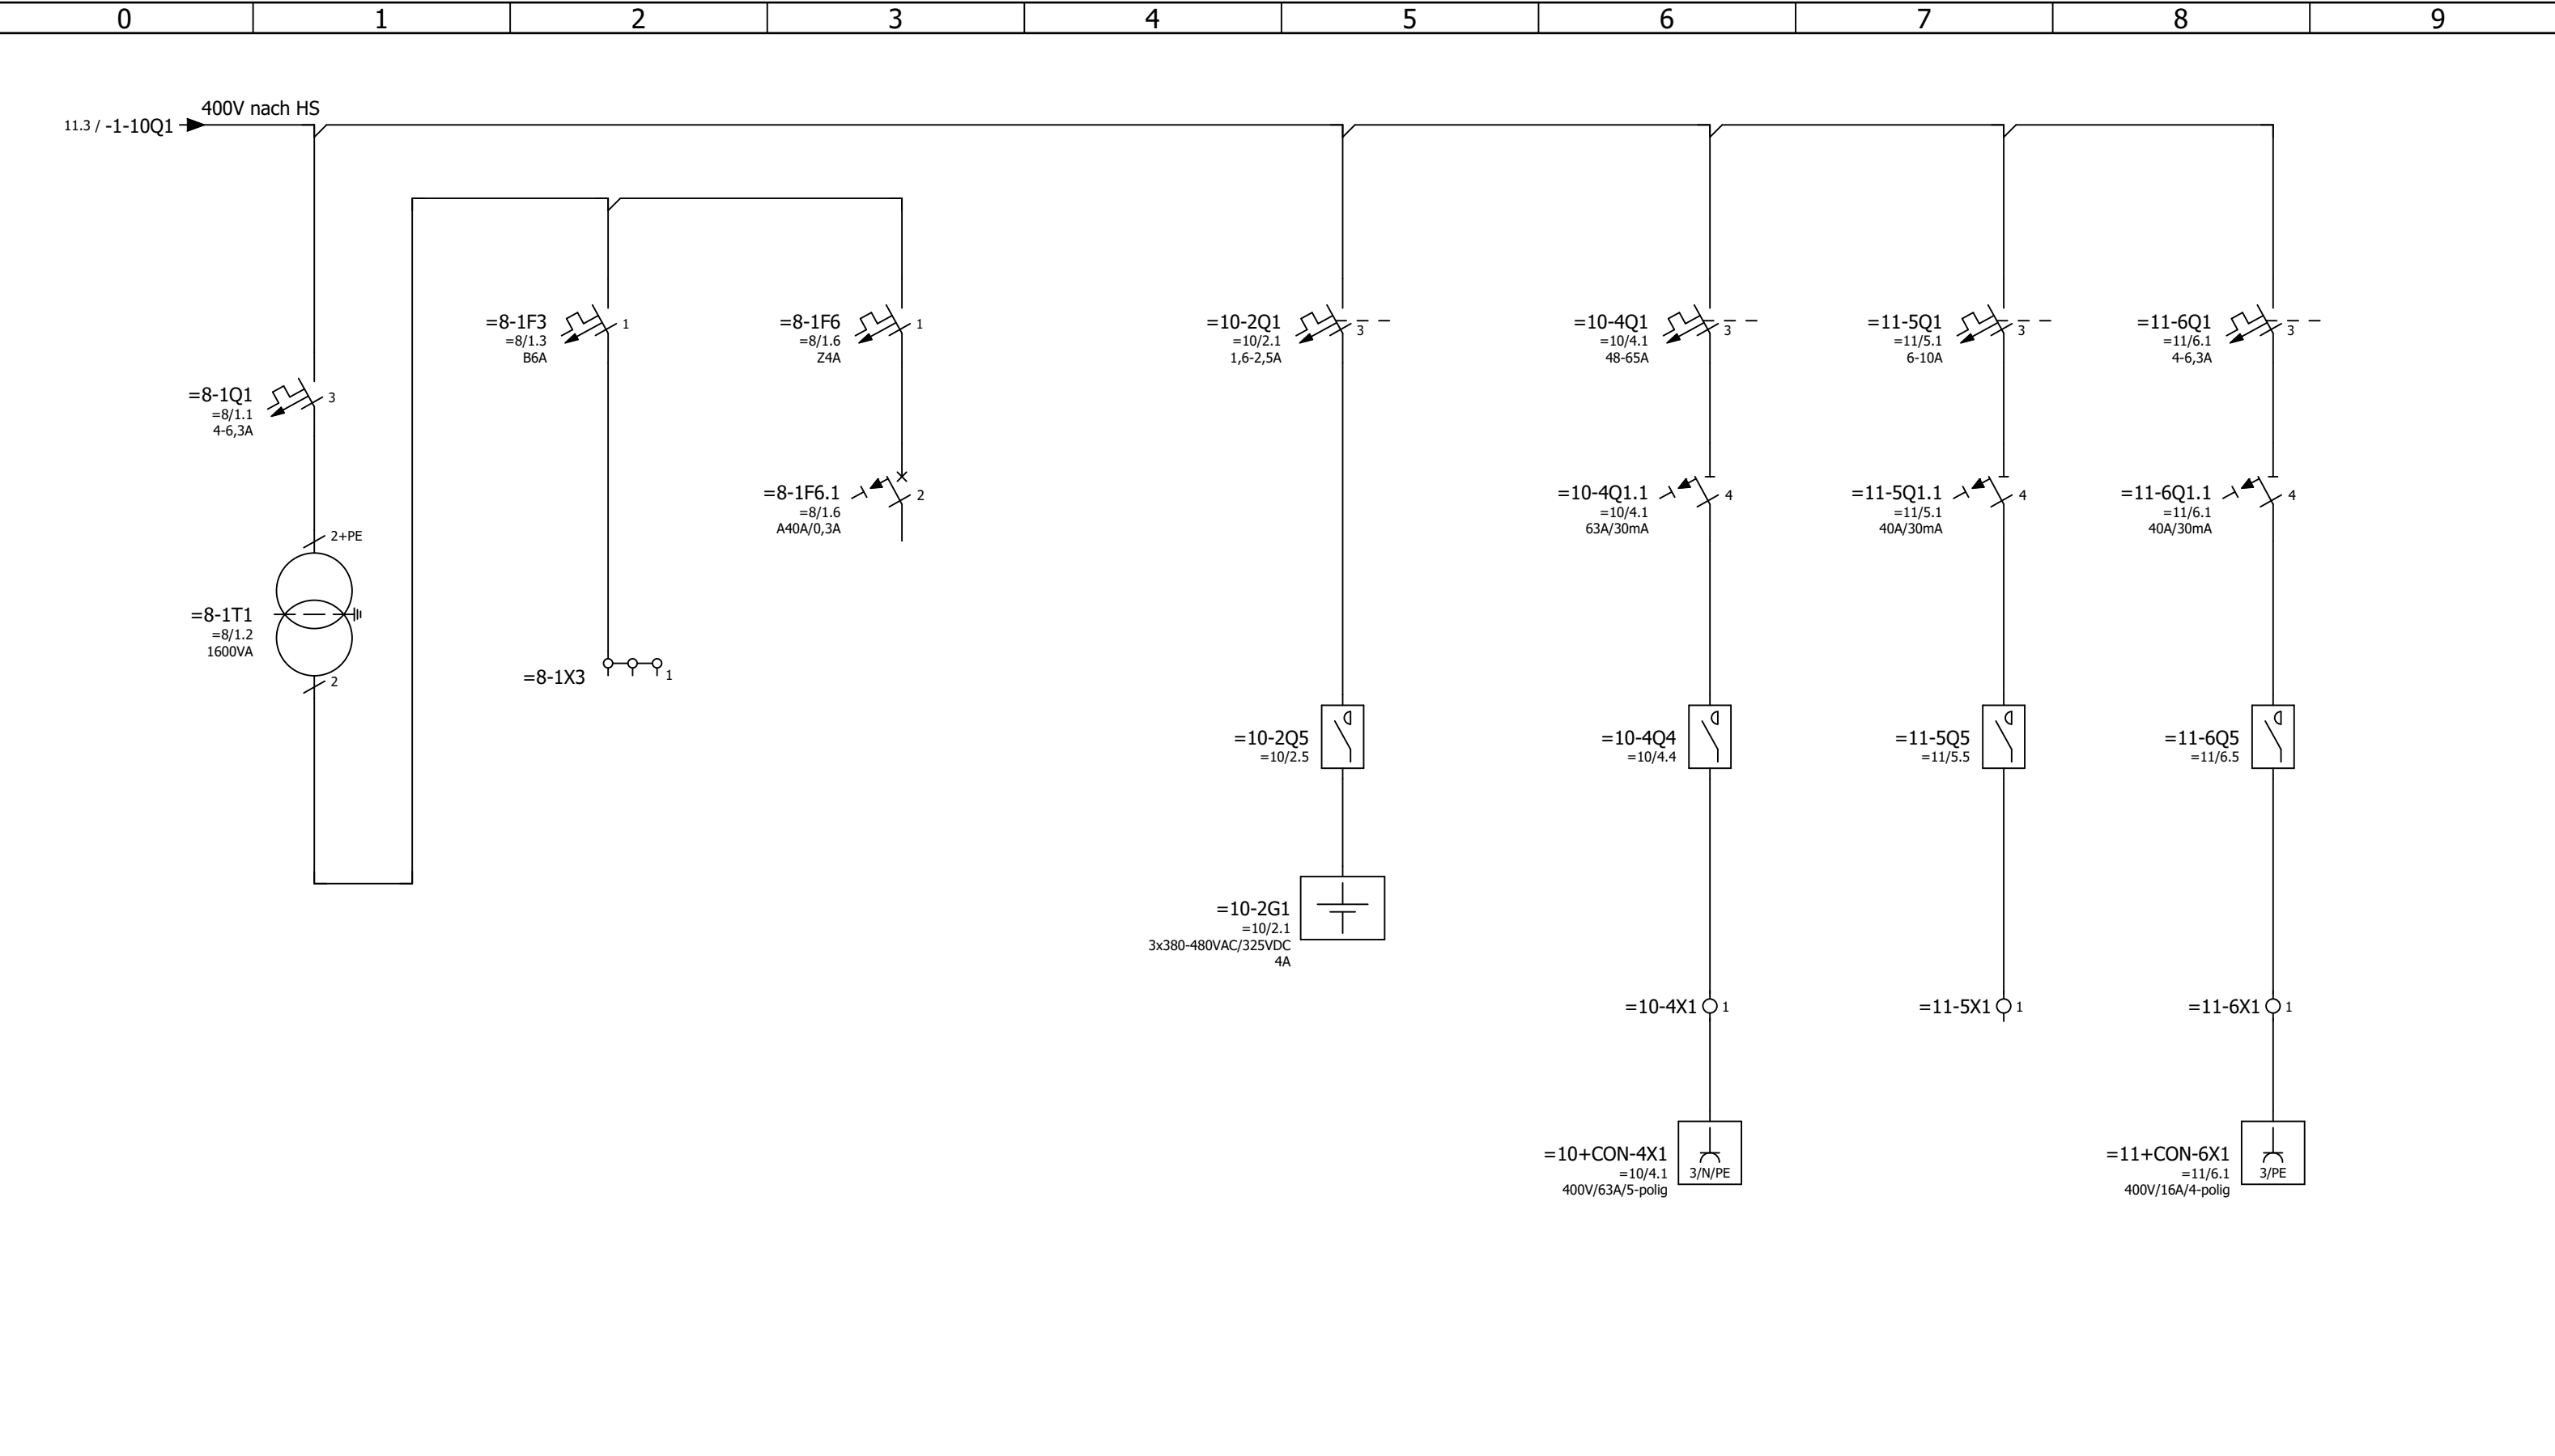 0 1 2 3 4 5 6 7 8 9
400V nach HS
11.3 / -1-10Q1
=8-1F3
=8/1.3
B6A
1
=8-1F6
=8/1.6
Z4A
1
=10-2Q1
=10/2.1
1,6-2,5A
3
=10-4Q1
=10/4.1
48-65A
3
=11-5Q1
=11/5.1
6-10A
3
=11-6Q1
=11/6.1
4-6,3A
3
=8-1Q1
=8/1.1
4-6,3A
3
=8-1F6.1
=8/1.6
A40A/0,3A
2
=10-4Q1.1
=10/4.1
63A/30mA
4
=11-5Q1.1
=11/5.1
40A/30mA
4
=11-6Q1.1
=11/6.1
40A/30mA
4
2+PE
=8-1T1
=8/1.2
1600VA
2
=8-1X3
1
=10-2Q5
=10/2.5
=10-4Q4
=10/4.4
=11-5Q5
=11/5.5
=11-6Q5
=11/6.5
=10-2G1
=10/2.1
3x380-480VAC/325VDC
4A
=10-4X1
1
=11-5X1
1
=11-6X1
1
=10+CON-4X1
=10/4.1
400V/63A/5-polig
3/N/PE
=11+CON-6X1
=11/6.1
400V/16A/4-polig
3/PE